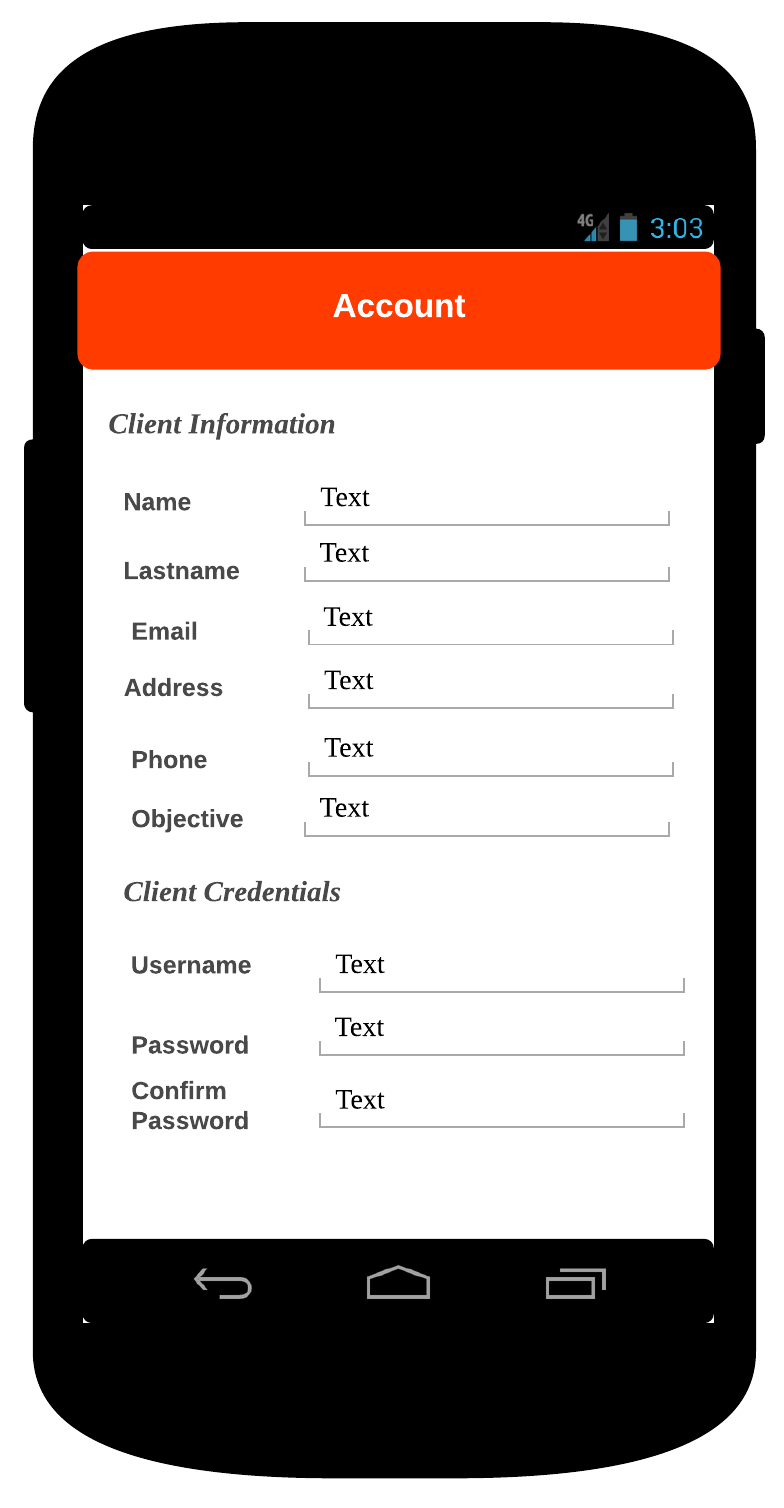 4G 3:03
Account
Client Information
Name Text
Lastname Text
Email Text
Address Text
Phone Text
Objective Text
Client Credentials
Username Text
Password Text
Confirm
Password Text